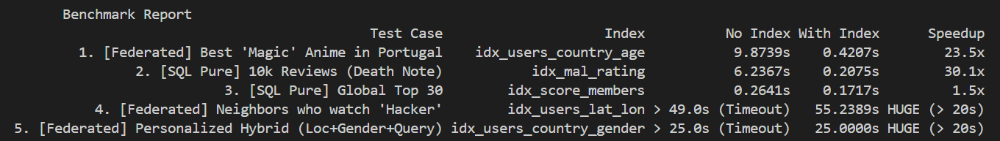 Benchmark Report
Test Case Index No Index With Index Speedup
1. [Federated] Best 'Magic' Anime in Portugal idx_users_country_age 9.8739s 0.4207s 23.5x
2. [SQL Pure] 10k Reviews (Death Note) idx_mal_rating 6.2367s 0.2075s 30.1x
3. [SQL Pure] Global Top 30 idx_score_members 0.2641s 0.1717s 1.5x
4. [Federated] Neighbors who watch 'Hacker' idx_users_lat_lon > 49.0s (Timeout) 55.2389s HUGE (> 20s)
5. [Federated] Personalized Hybrid (Loc+Gender+Query) idx_users_country_gender > 25.0s (Timeout) 25.0000s HUGE (> 20s)